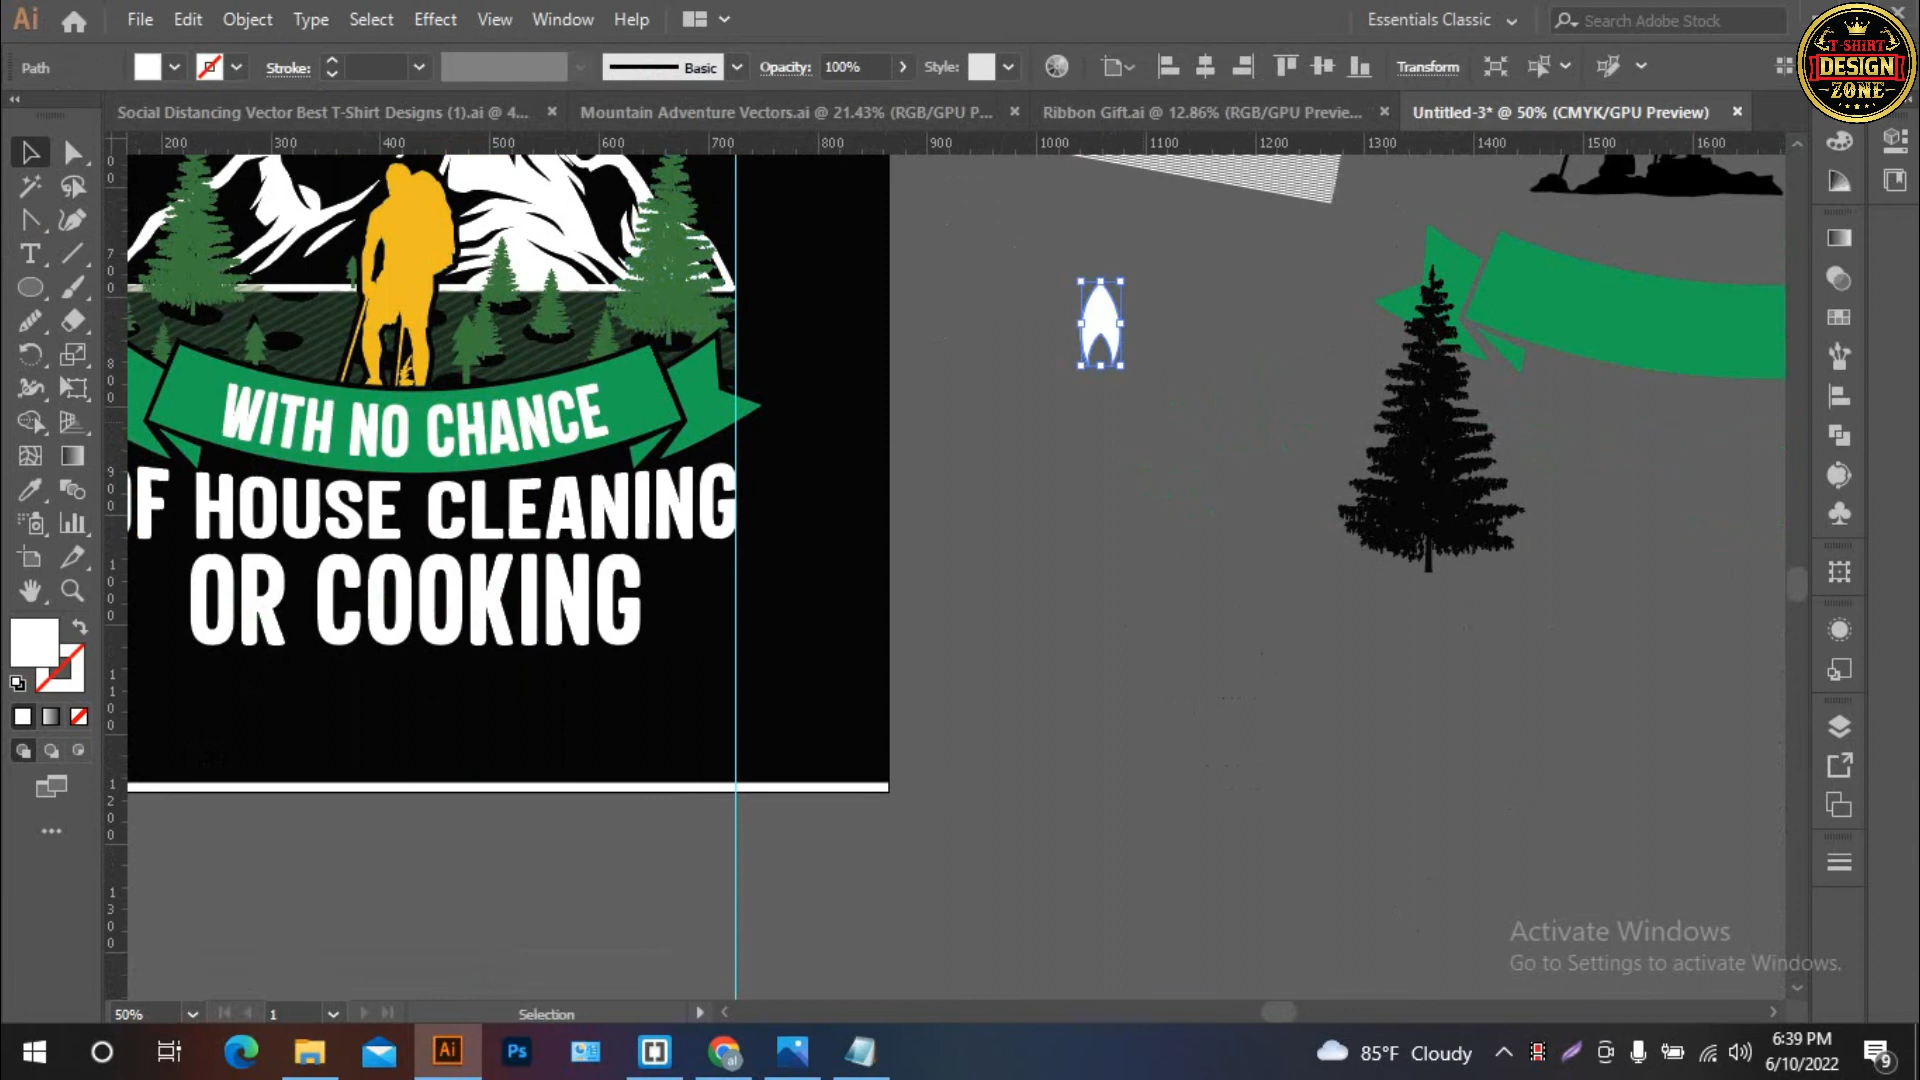 Ai File Edit Object Type Select Effect View Window Help Essentials Classic Search Adobe Stock
Path Stroke: Basic Opacity: 100% Style: Transform
T-SHIRT
DESIGN
ZONE
Social Distancing Vector Best T-Shirt Designs (1).ai @ 4... Mountain Adventure Vectors.ai @ 21.43% (RGB/GPU P... Ribbon Gift.ai @ 12.86% (RGB/GPU Previe... Untitled-3* @ 50% (CMYK/GPU Preview)
200 300 400 500 600 700 800 900 1000 1100 1200 1300 1400 1500 1600
WITH NO CHANCE
OF HOUSE CLEANING
OR COOKING
Activate Windows
Go to Settings to activate Windows.
50% 1 Selection
Ai Ps al 85°F Cloudy 6:39 PM
6/10/2022 9